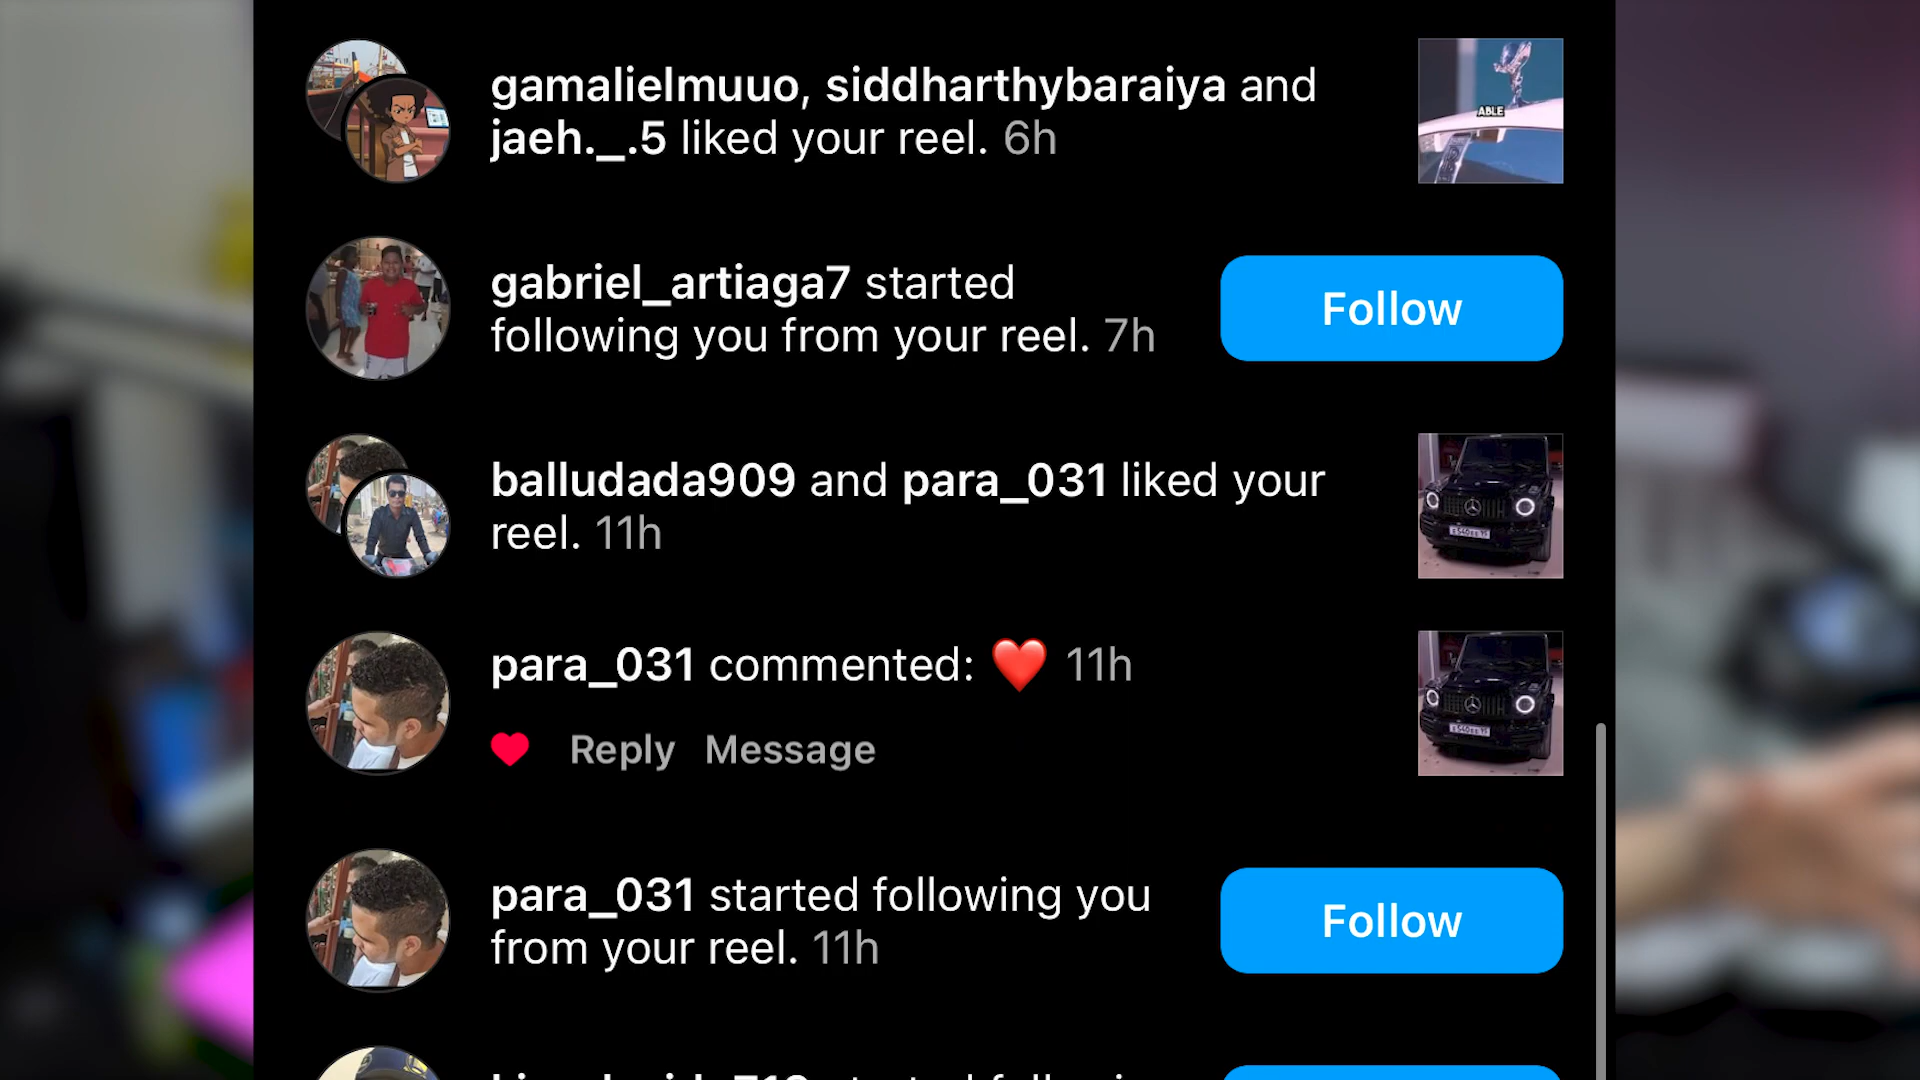 gamalielmuuo, siddharthybaraiya and
jaeh._.5 liked your reel. 6h
ABLE
gabriel_artiaga7 started
following you from your reel. 7h
Follow
balludada909 and para_031 liked your
reel. 11h
para_031 commented: ❤️ 11h
Reply Message
para_031 started following you
from your reel. 11h
Follow